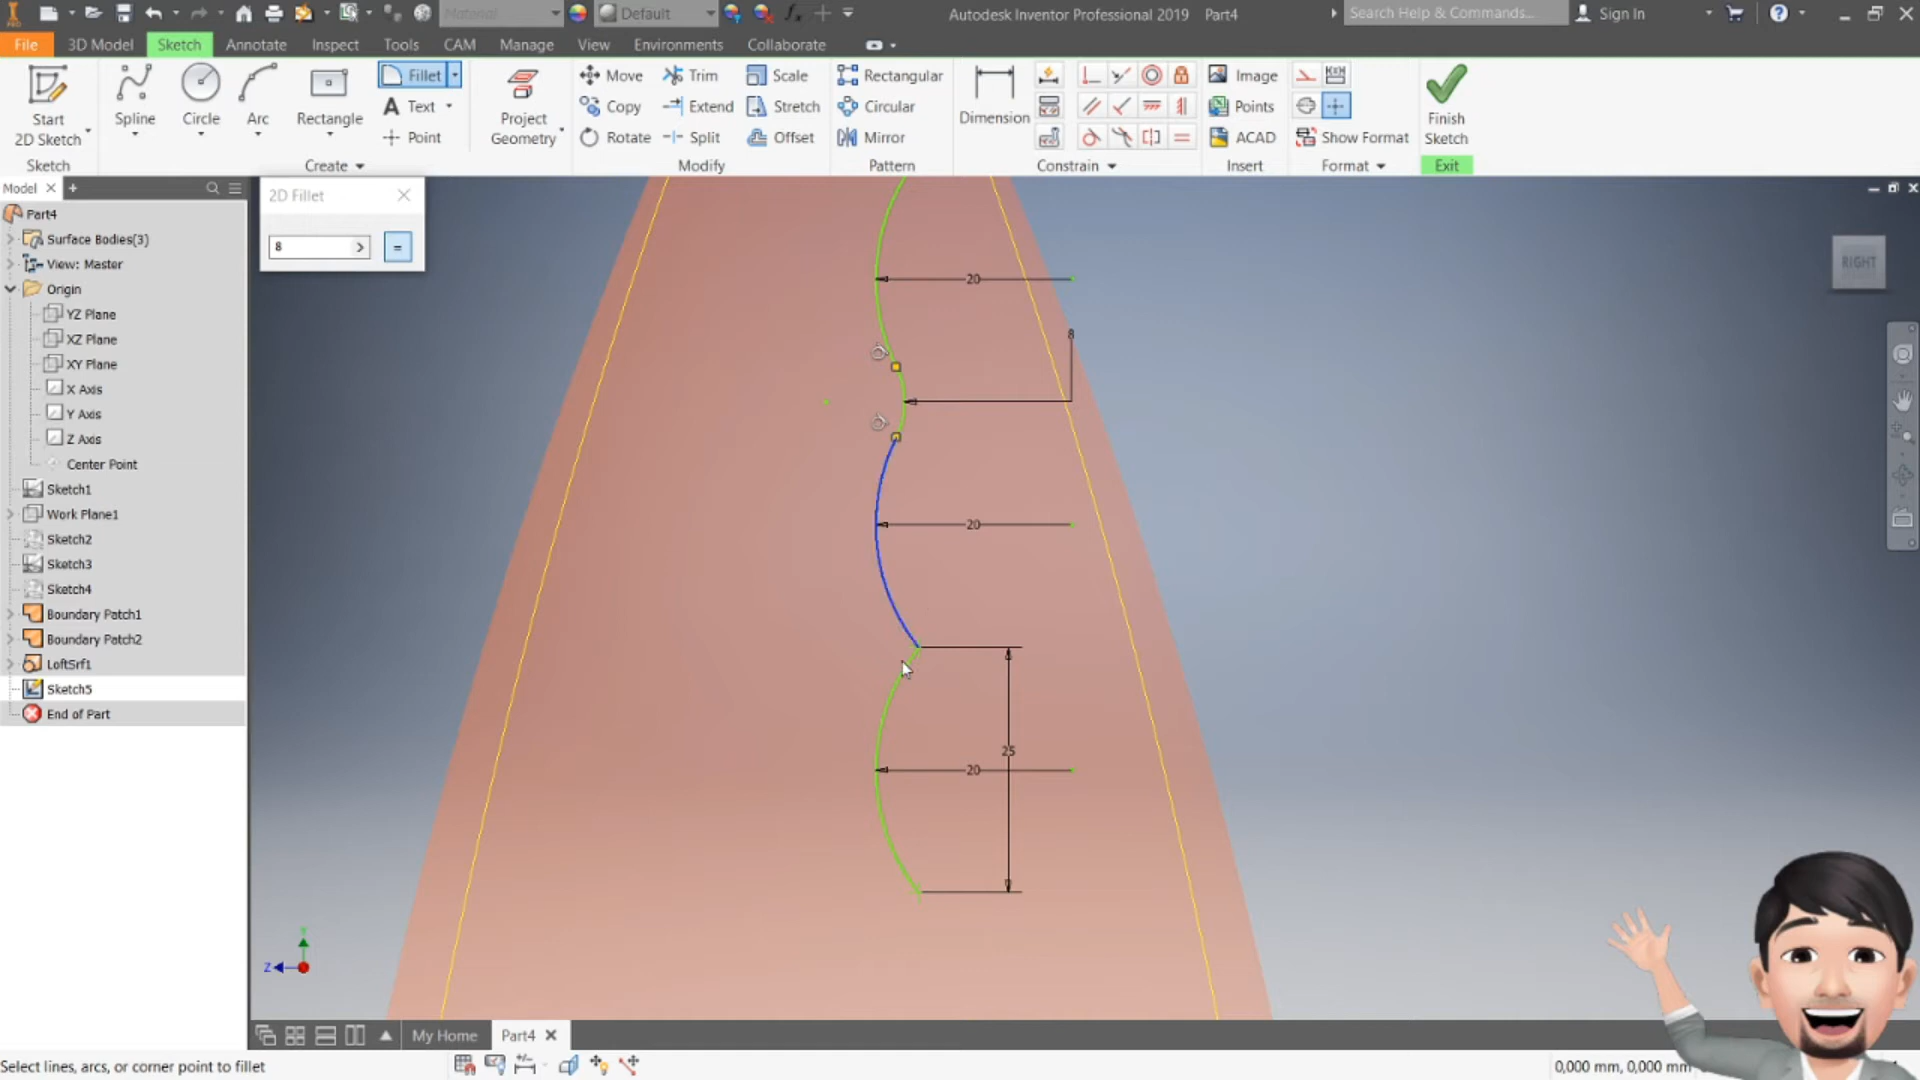 Material
Default
Autodesk Inventor Professional 2019 Part4
Search Help & Commands...
Sign In
File
3D Model
Sketch
Annotate
Inspect
Tools
CAM
Manage
View
Environments
Collaborate
Start
2D Sketch
Spline
Circle
Arc
Rectangle
Fillet
Text
Point
Project
Geometry
Move
Copy
Rotate
Trim
Extend
Split
Scale
Stretch
Offset
Rectangular
Circular
Mirror
Dimension
Image
Points
ACAD
Show Format
Finish
Sketch
Sketch
Create
Modify
Pattern
Constrain
Insert
Format
Exit
Model
Part4
Surface Bodies(3)
View: Master
Origin
YZ Plane
XZ Plane
XY Plane
X Axis
Y Axis
Z Axis
Center Point
Sketch1
Work Plane1
Sketch2
Sketch3
Sketch4
Boundary Patch1
Boundary Patch2
LoftSrf1
Sketch5
End of Part
2D Fillet
8
=
20
8
20
25
20
RIGHT
Y
Z
My Home
Part4
Select lines, arcs, or corner point to fillet
0,000 mm, 0,000 mm